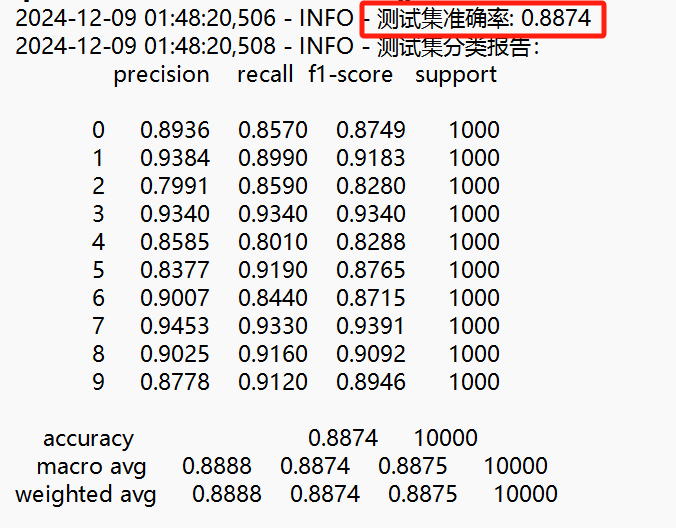 2024-12-09 01:48:20,506 - INFO - 测试集准确率: 0.8874
2024-12-09 01:48:20,508 - INFO - 测试集分类报告:
precision recall f1-score support
0 0.8936 0.8570 0.8749 1000
1 0.9384 0.8990 0.9183 1000
2 0.7991 0.8590 0.8280 1000
3 0.9340 0.9340 0.9340 1000
4 0.8585 0.8010 0.8288 1000
5 0.8377 0.9190 0.8765 1000
6 0.9007 0.8440 0.8715 1000
7 0.9453 0.9330 0.9391 1000
8 0.9025 0.9160 0.9092 1000
9 0.8778 0.9120 0.8946 1000
accuracy 0.8874 10000
macro avg 0.8888 0.8874 0.8875 10000
weighted avg 0.8888 0.8874 0.8875 10000